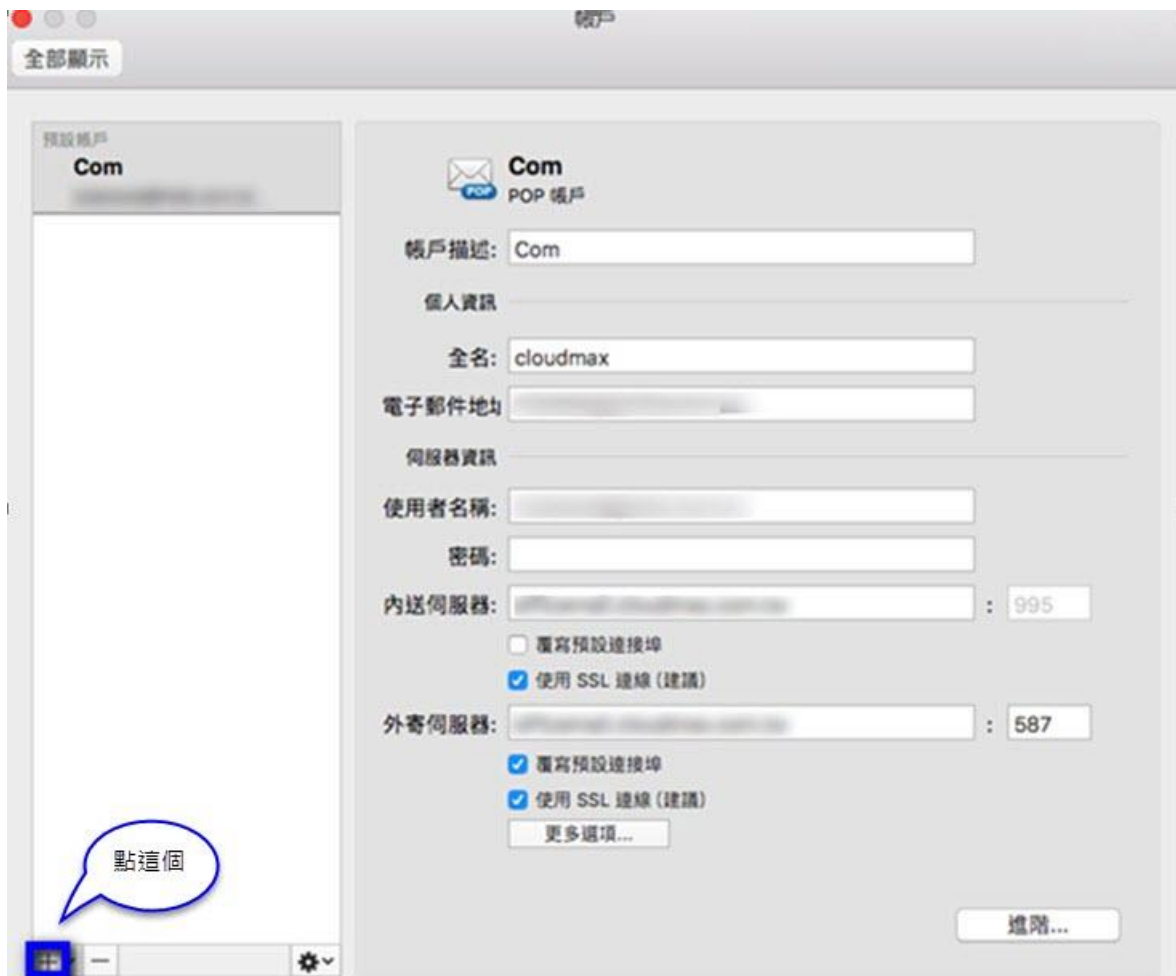 帳戶
全部顯示
預設帳戶
Com
Com
POP
POP 帳戶
帳戶描述: Com
個人資訊
全名: cloudmax
電子郵件地址
伺服器資訊
使用者名稱:
密碼:
內送伺服器: : 995
覆寫預設連接埠
使用 SSL 連線 (建議)
外寄伺服器: : 587
覆寫預設連接埠
使用 SSL 連線 (建議)
更多選項...
點這個
進階...